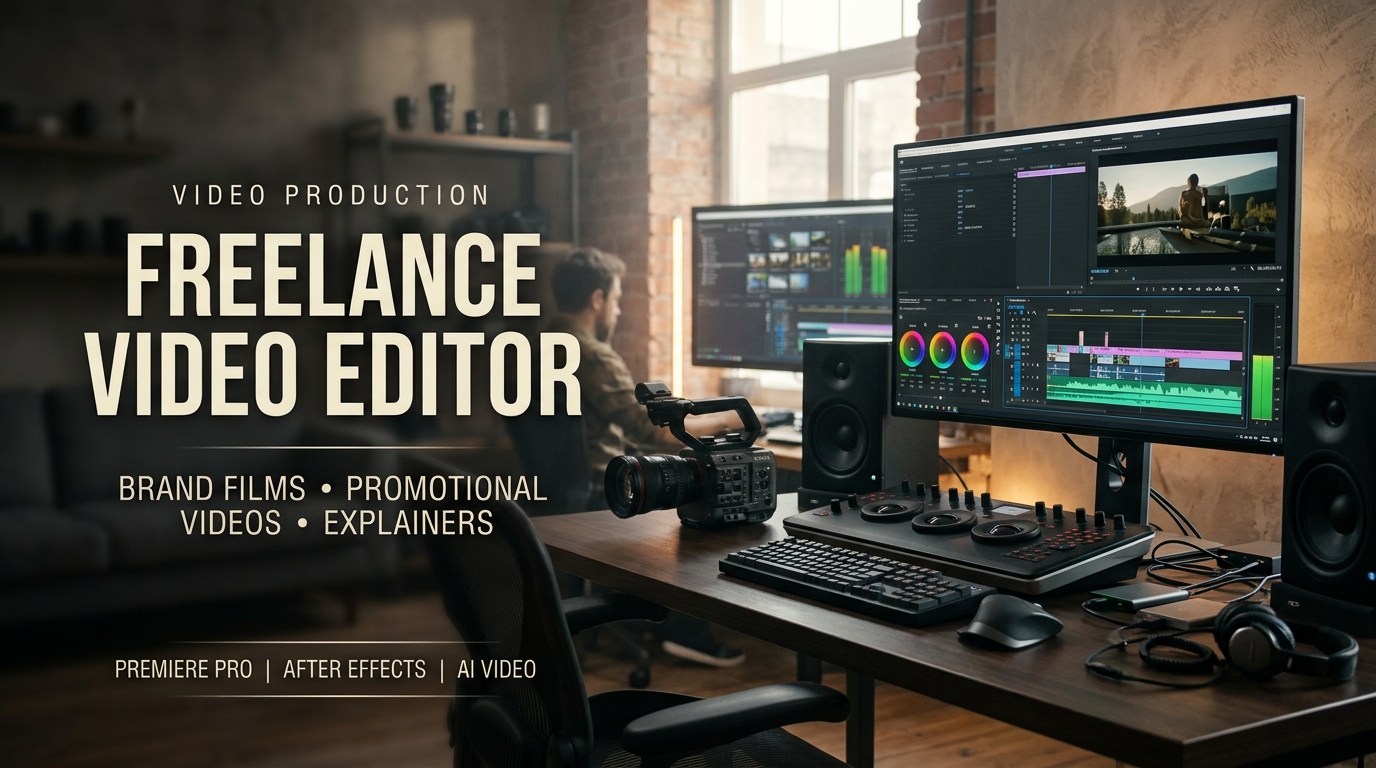 VIDEO PRODUCTION
FREELANCE
VIDEO EDITOR
BRAND FILMS • PROMOTIONAL
VIDEOS • EXPLAINERS
PREMIERE PRO | AFTER EFFECTS | AI VIDEO